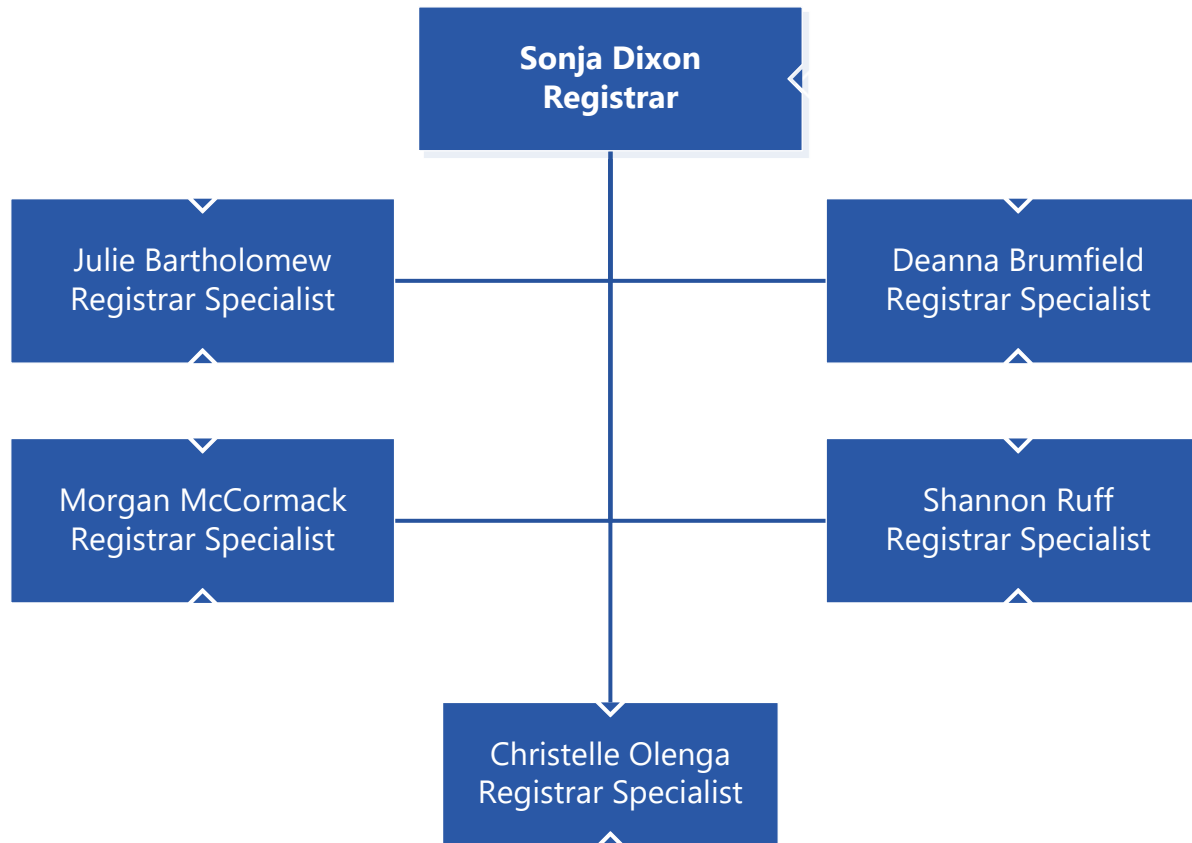 Sonja Dixon
Registrar
Julie Bartholomew
Registrar Specialist
Deanna Brumfield
Registrar Specialist
Morgan McCormack
Registrar Specialist
Shannon Ruff
Registrar Specialist
Christelle Olenga
Registrar Specialist